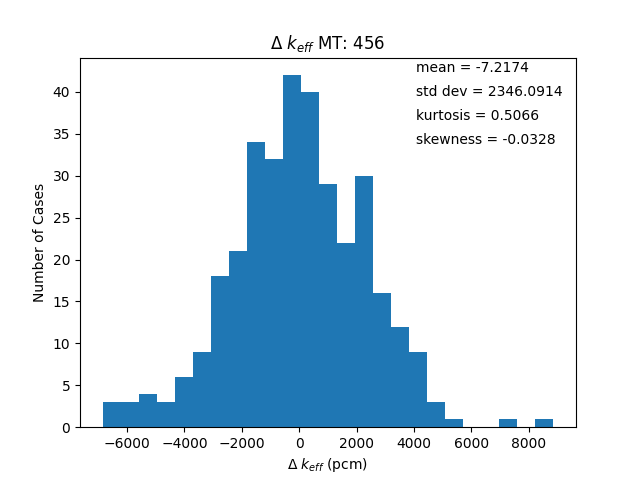 Δ k_eff MT: 456
mean = -7.2174
std dev = 2346.0914
kurtosis = 0.5066
skewness = -0.0328
Number of Cases
40
35
30
25
20
15
10
5
0
−6000 −4000 −2000 0 2000 4000 6000 8000
Δ k_eff (pcm)